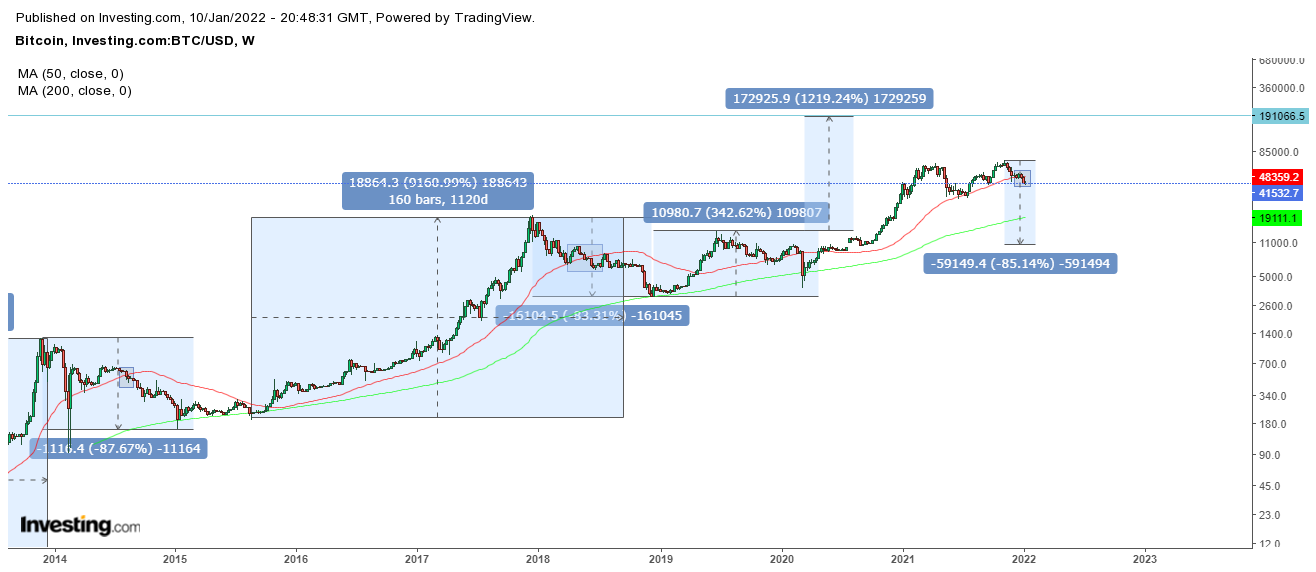 Published on Investing.com, 10/Jan/2022 - 20:48:31 GMT, Powered by TradingView.
Bitcoin, Investing.com:BTC/USD, W
MA (50, close, 0)
MA (200, close, 0)
680000.0
360000.0
172925.9 (1219.24%) 1729259
191066.5
85000.0
48359.2
41532.7
18864.3 (9160.99%) 188643
160 bars, 1120d
10980.7 (342.62%) 109807
19111.1
11000.0
-59149.4 (-85.14%) -591494
5000.0
2600.0
-16104.5 (-83.31%) -161045
1400.0
700.0
340.0
180.0
-1116.4 (-87.67%) -11164
90.0
45.0
23.0
12.0
Investing.com
2014 2015 2016 2017 2018 2019 2020 2021 2022 2023